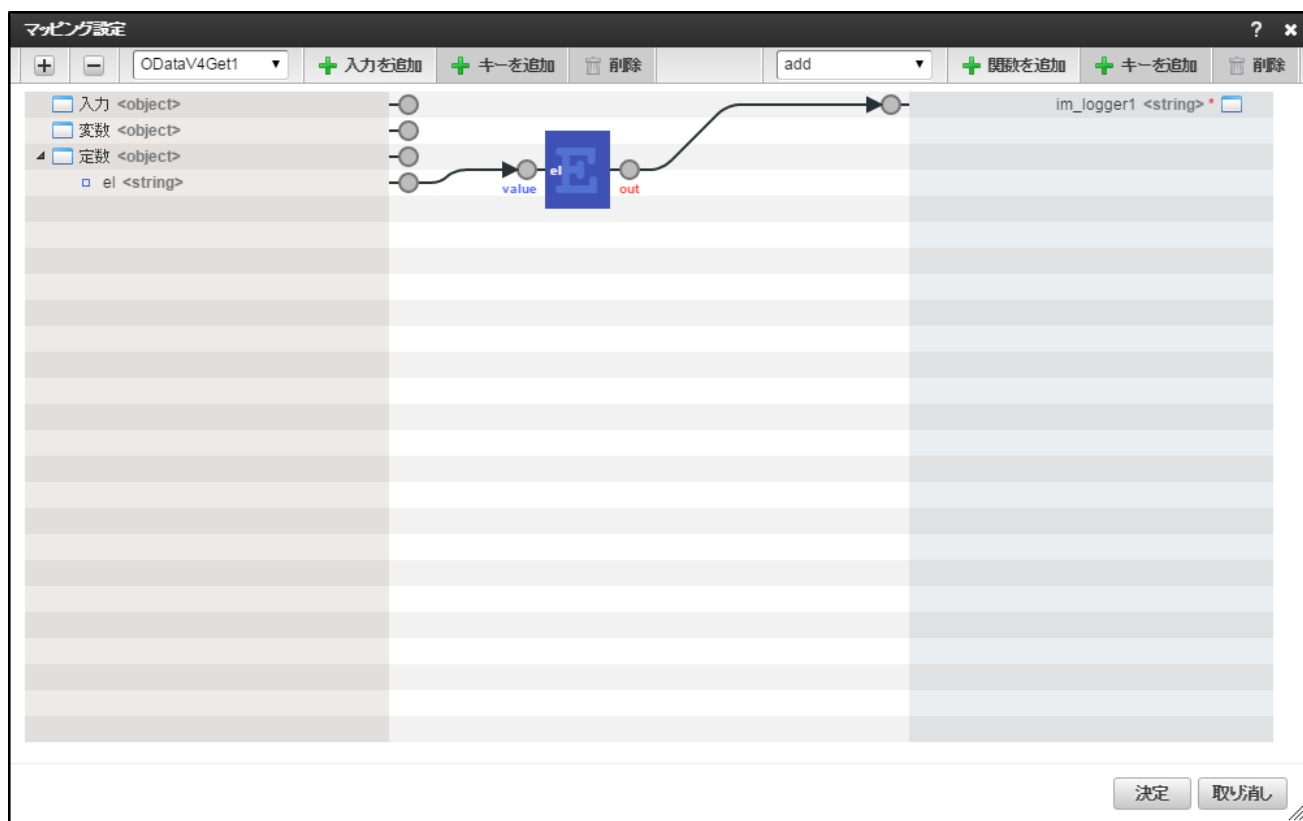 マッピング設定 ? ×
+ − ODataV4Get1 ▼ 入力を追加 キーを追加 削除 add ▼ 関数を追加 キーを追加 削除
入力 <object> im_logger1 <string> *
変数 <object>
定数 <object> el E
el <string> value out
決定 取り消し